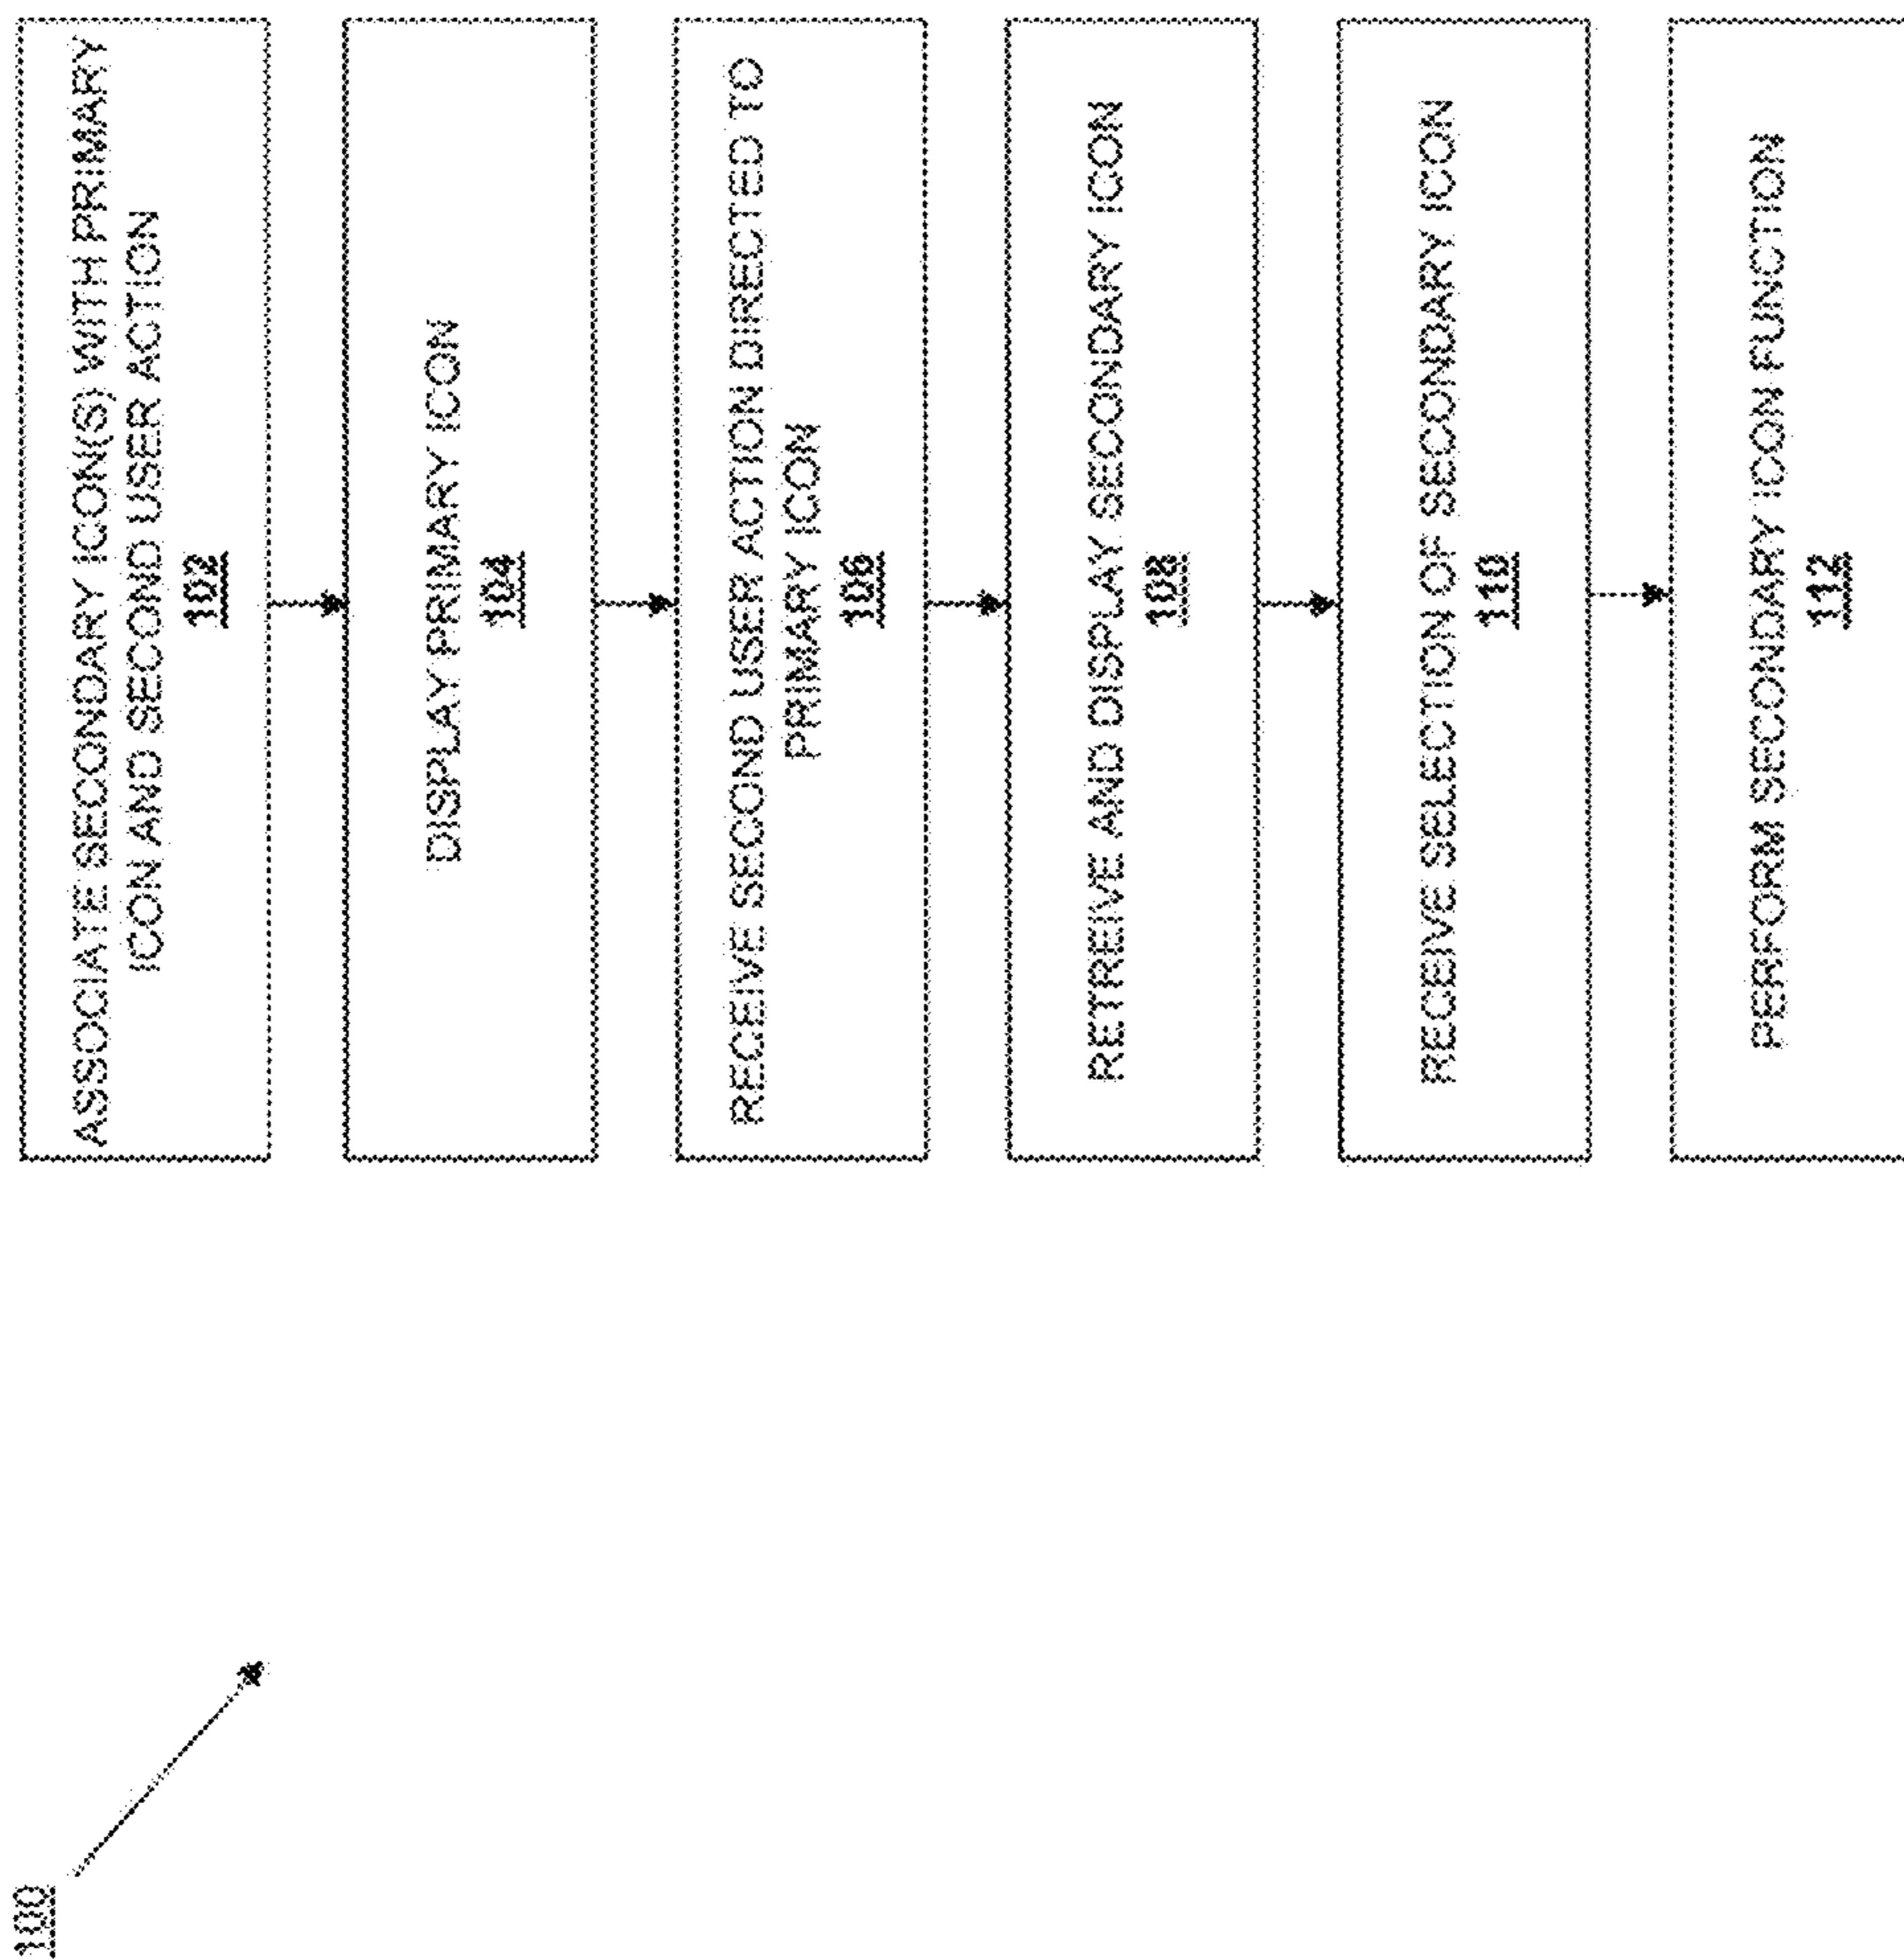 100
ASSOCIATE SECONDARY ICON(S) WITH PRIMARY
ICON AND SECOND USER ACTION
102
DISPLAY PRIMARY ICON
104
RECEIVE SECOND USER ACTION DIRECTED TO
PRIMARY ICON
106
RETREIVE AND DISPLAY SECONDARY ICON
108
RECEIVE SELECTION OF SECONDARY ICON
110
PERFORM SECONDARY ICON FUNCTION
112